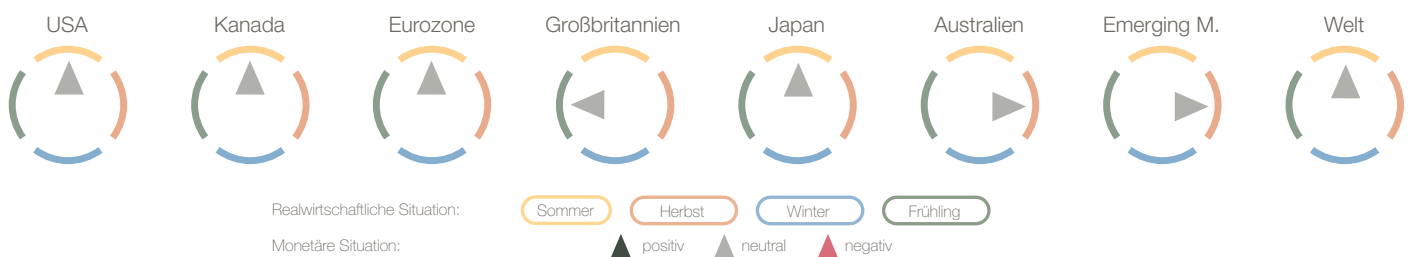 USA Kanada Eurozone Großbritannien Japan Australien Emerging M. Welt
Realwirtschaftliche Situation: Sommer Herbst Winter Frühling
Monetäre Situation: positiv neutral negativ